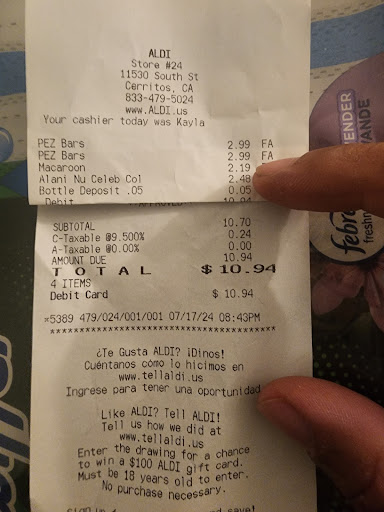 ALDI
Store #24
11530 South St
Cerritos, CA
833-479-5024
www.ALDI.us
Your cashier today was Kayla
PEZ Bars 2.99 FA
PEZ Bars 2.99 FA
Macaroon 2.19
Alani Nu Celeb Col 2.48
Bottle Deposit .05 0.05
Debit 10.94
SUBTOTAL 10.70
C-Taxable @9.500% 0.24
A-Taxable @0.00% 0.00
AMOUNT DUE 10.94
TOTAL $10.94
4 ITEMS
Debit Card $ 10.94
*5389 479/024/001/001 07/17/24 08:43PM
************************************
¿Te Gusta ALDI? ¡Dinos!
Cuéntanos cómo lo hicimos en
www.tellaldi.us
Ingrese para tener una oportunidad
Like ALDI? Tell ALDI!
Tell us how we did at
www.tellaldi.us
Enter the drawing for a chance
to win a $100 ALDI gift card.
Must be 18 years old to enter.
No purchase necessary.